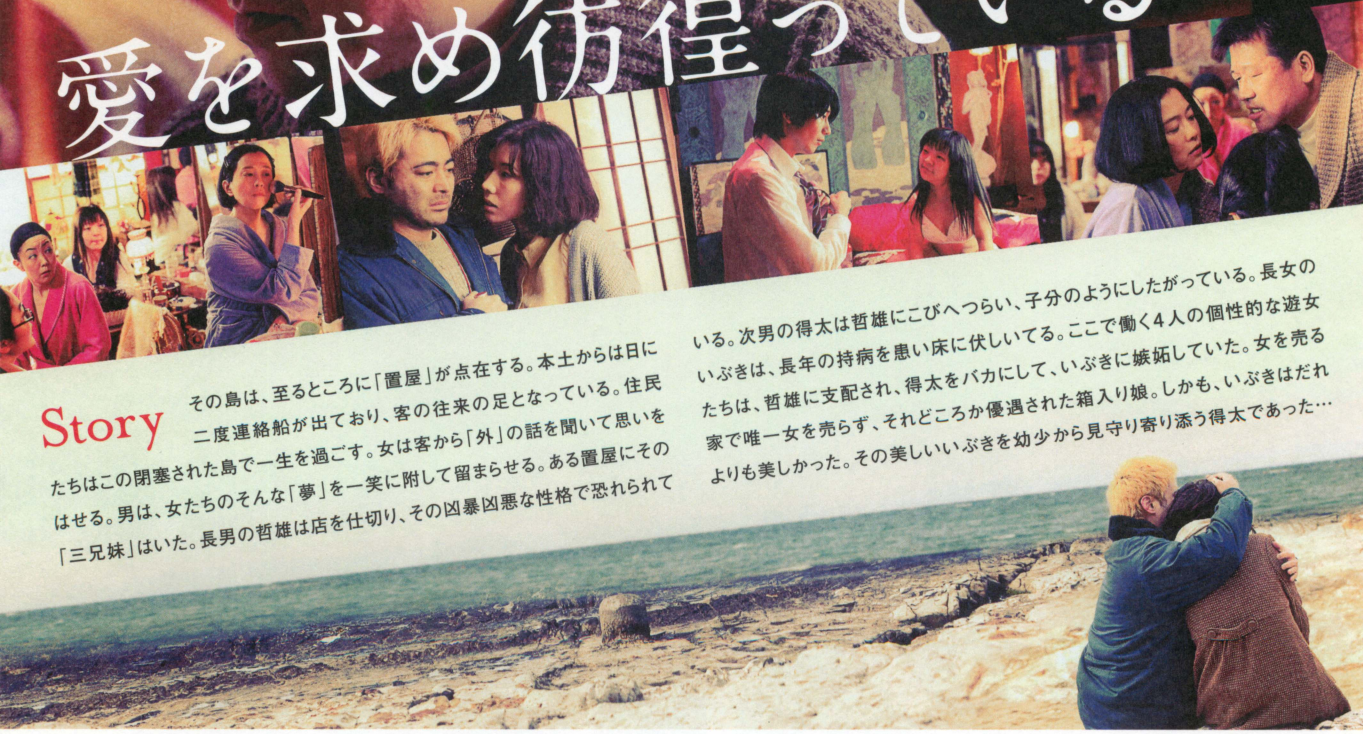 愛を求め彷徨っている
Story
その島は、至るところに「置屋」が点在する。本土からは日に
二度連絡船が出ており、客の往来の足となっている。住民
たちはこの閉塞された島で一生を過ごす。女は客から「外」の話を聞いて思いを
はせる。男は、女たちのそんな「夢」を一笑に附して留まらせる。ある置屋にその
「三兄妹」はいた。長男の哲雄は店を仕切り、その凶暴凶悪な性格で恐れられて
いる。次男の得太は哲雄にこびへつらい、子分のようにしたがっている。長女の
いぶきは、長年の持病を患い床に伏しいてる。ここで働く4人の個性的な遊女
たちは、哲雄に支配され、得太をバカにして、いぶきに嫉妬していた。女を売る
家で唯一女を売らず、それどころか優遇された箱入り娘。しかも、いぶきはだれ
よりも美しかった。その美しいいぶきを幼少から見守り寄り添う得太であった…